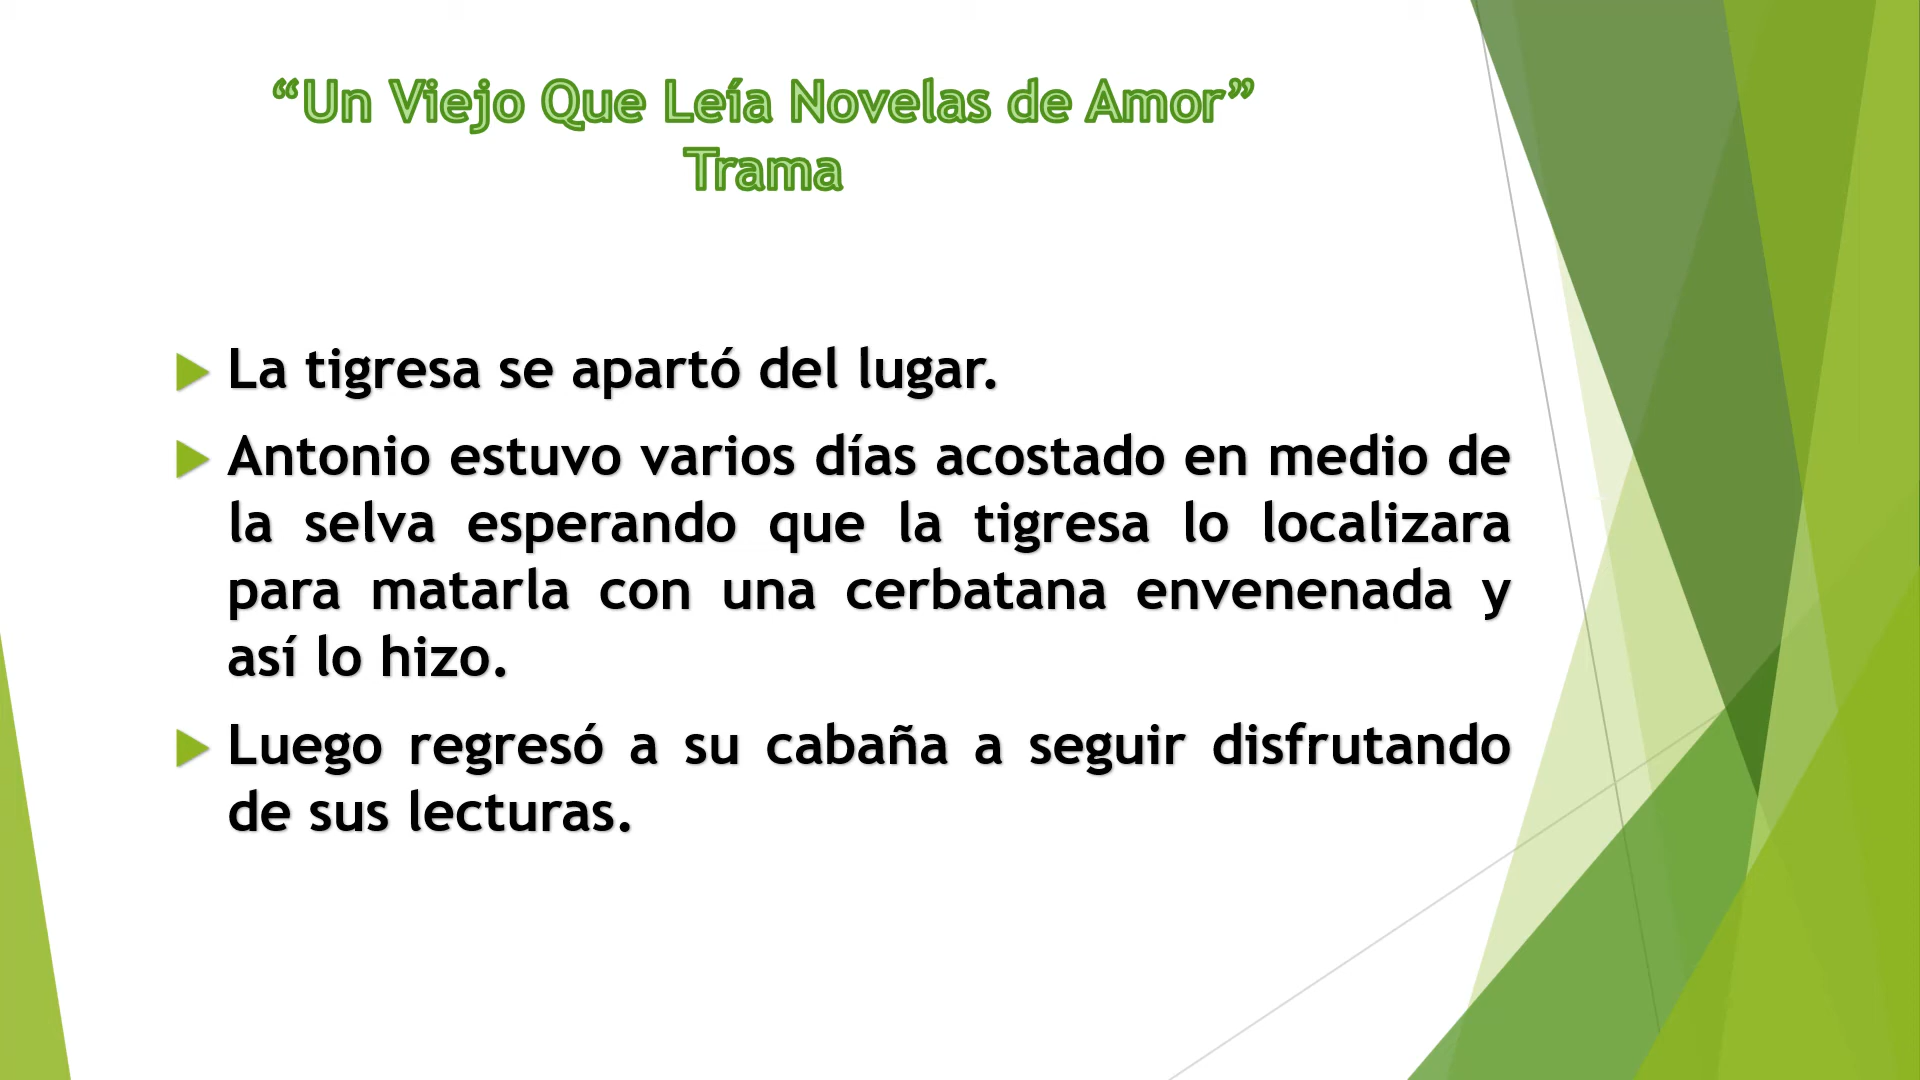 “Un Viejo Que Leía Novelas de Amor”
Trama
La tigresa se apartó del lugar.
Antonio estuvo varios días acostado en medio de
la selva esperando que la tigresa lo localizara
para matarla con una cerbatana envenenada y
así lo hizo.
Luego regresó a su cabaña a seguir disfrutando
de sus lecturas.